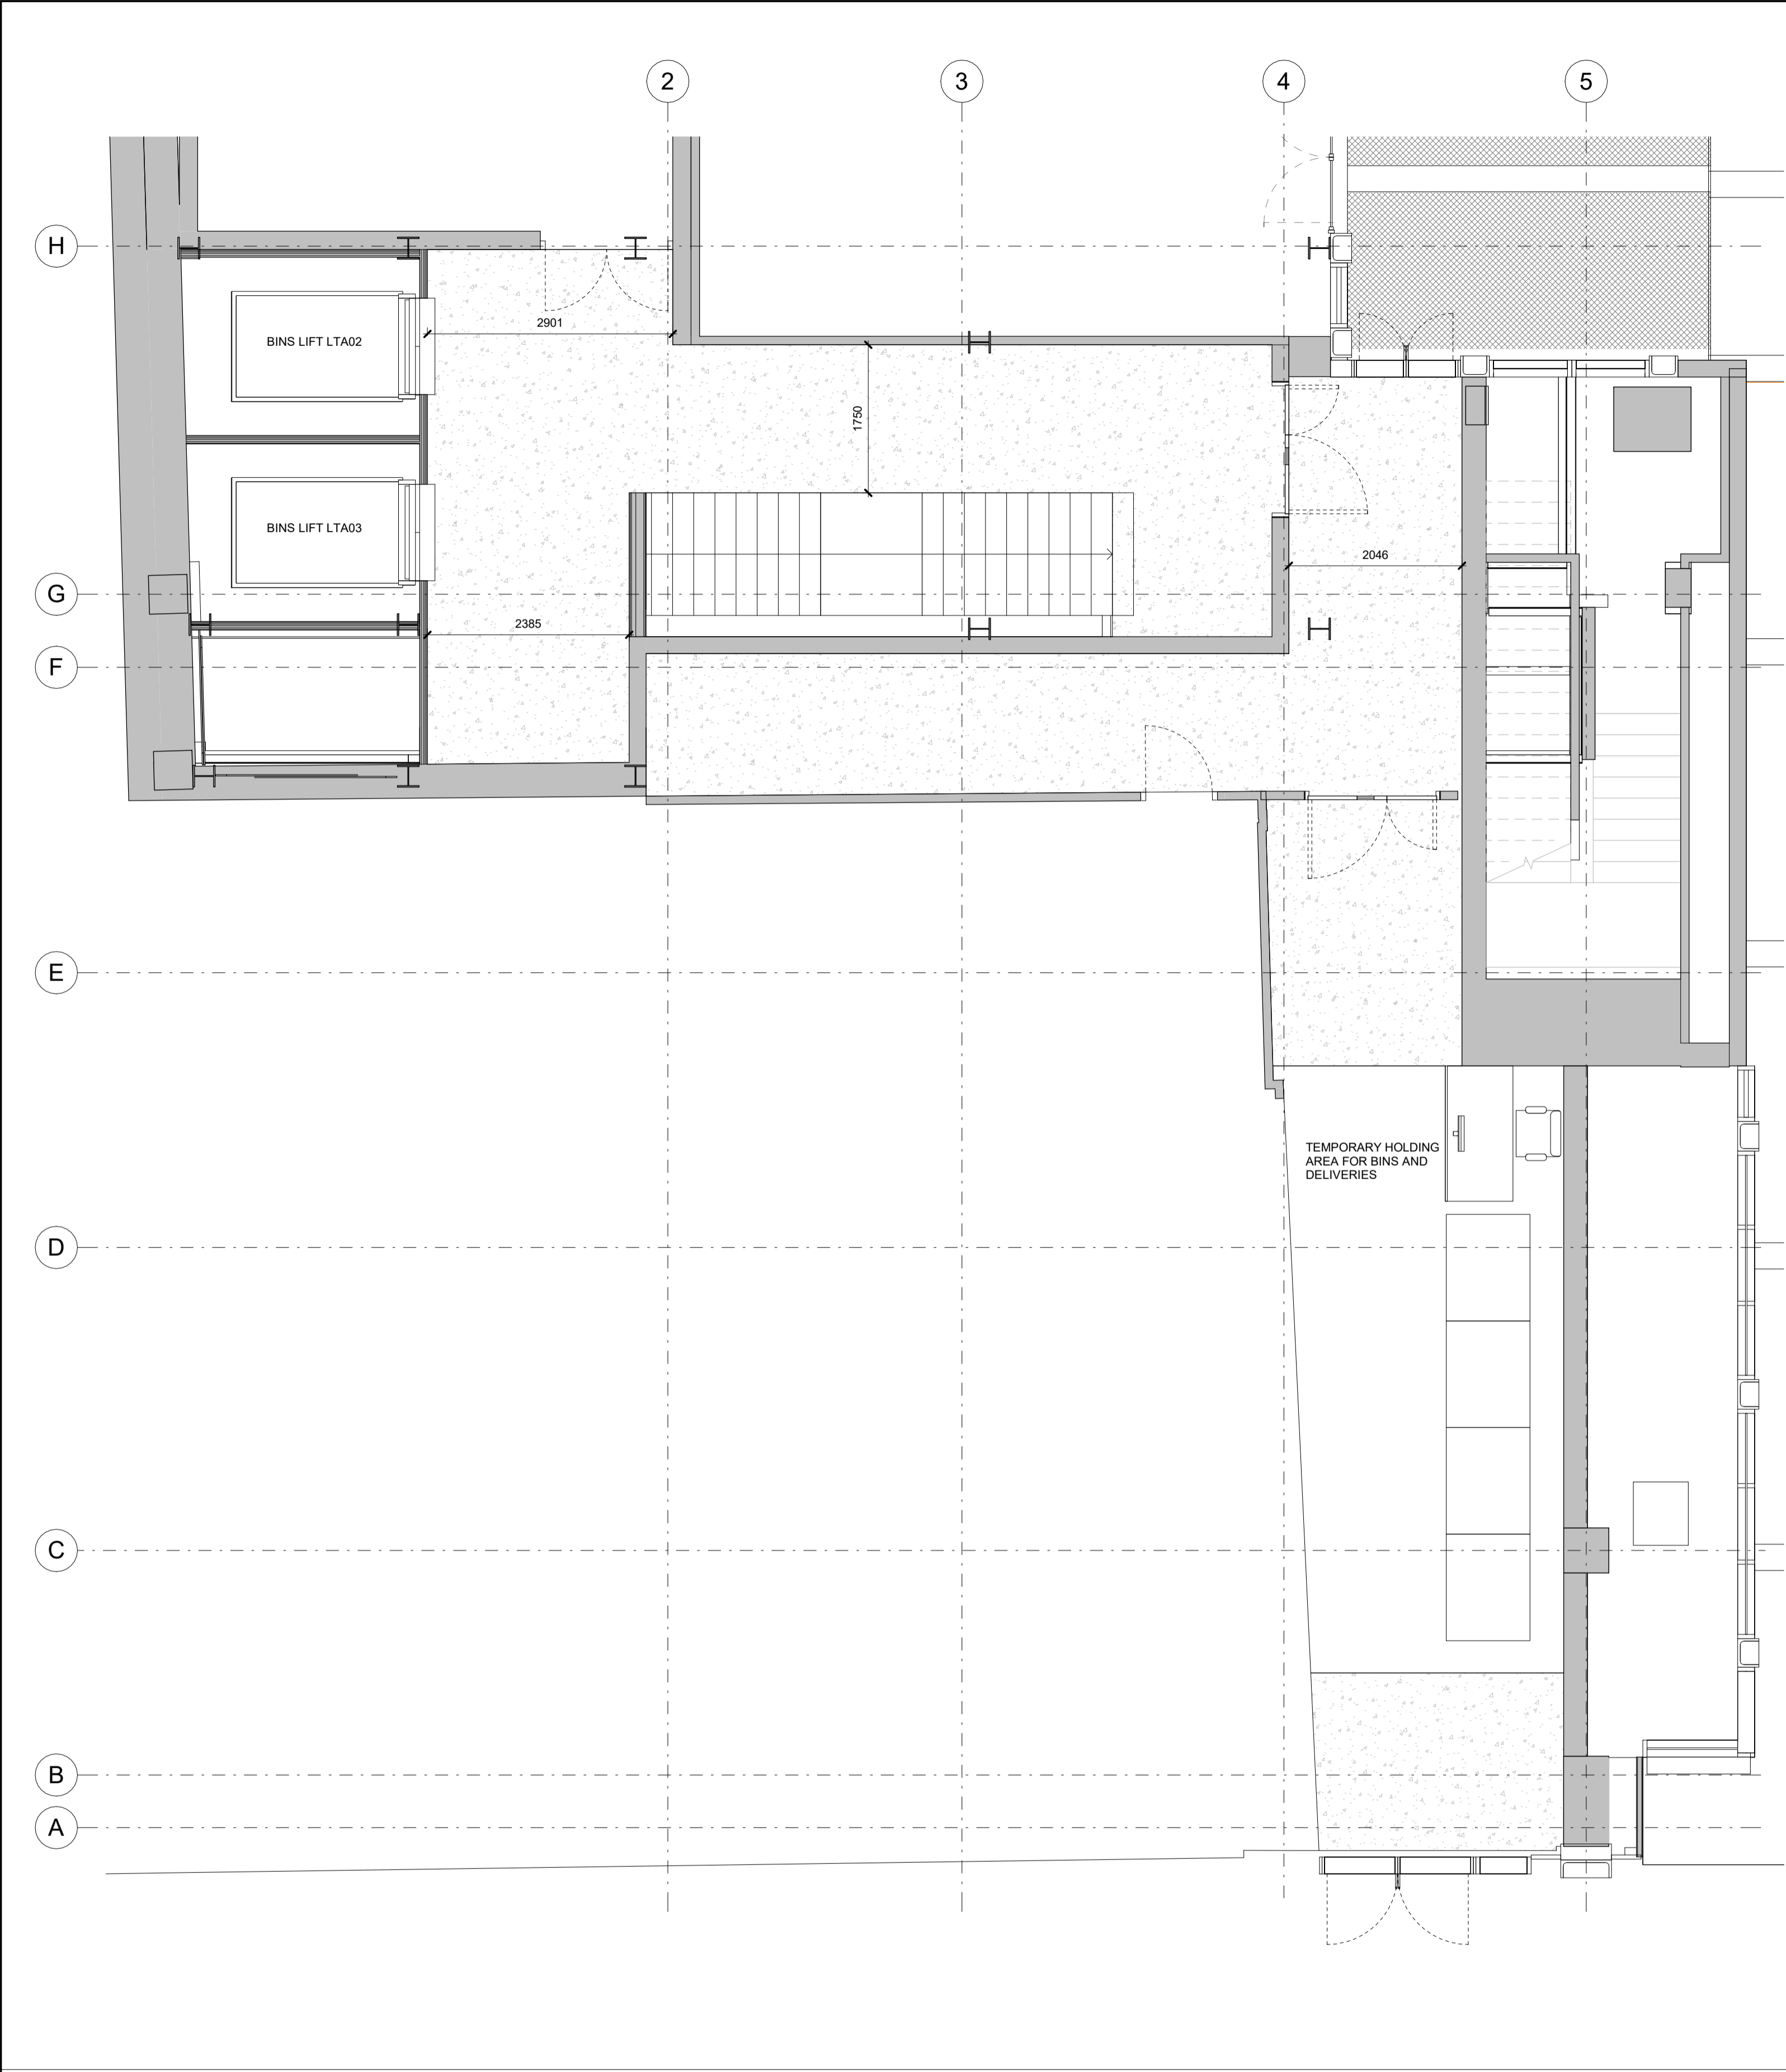 2
3
4
5
H
2901
BINS LIFT LTA02
1750
BINS LIFT LTA03
2046
G
2385
F
E
TEMPORARY HOLDING
AREA FOR BINS AND
DELIVERIES
D
C
B
A